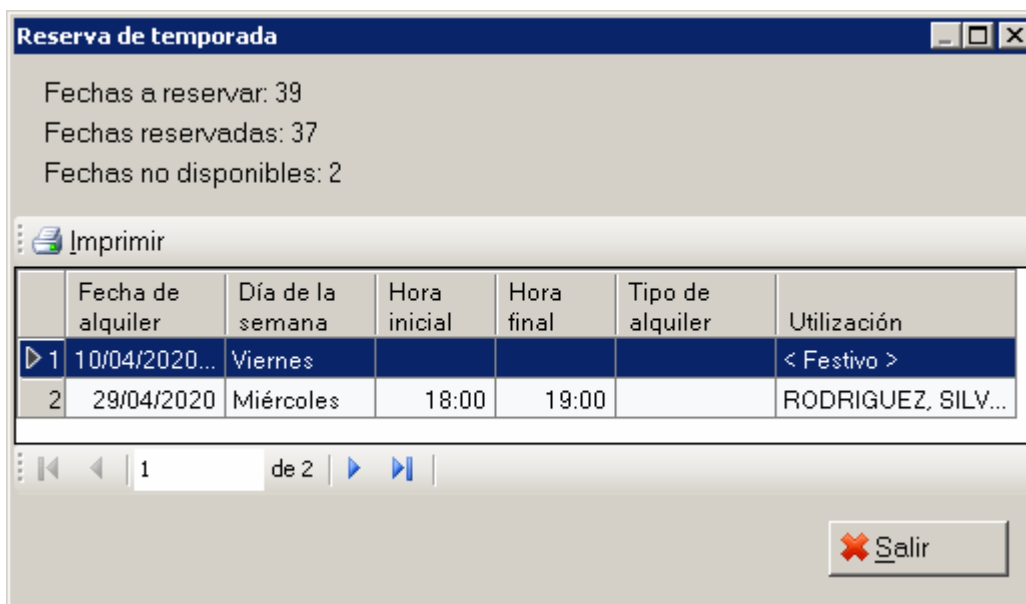 Reserva de temporada
Fechas a reservar: 39
Fechas reservadas: 37
Fechas no disponibles: 2
Imprimir
Fecha de alquiler Día de la semana Hora inicial Hora final Tipo de alquiler Utilización
1 10/04/2020... Viernes < Festivo >
2 29/04/2020 Miércoles 18:00 19:00 RODRIGUEZ, SILV...
1 de 2
Salir